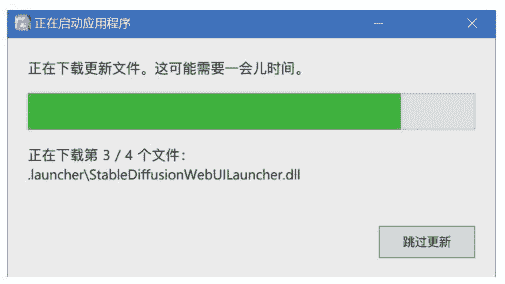 正在启动应用程序
正在下载更新文件。这可能需要一会儿时间。
正在下载第 3 / 4 个文件：
.launcher\StableDiffusionWebUILauncher.dll
跳过更新